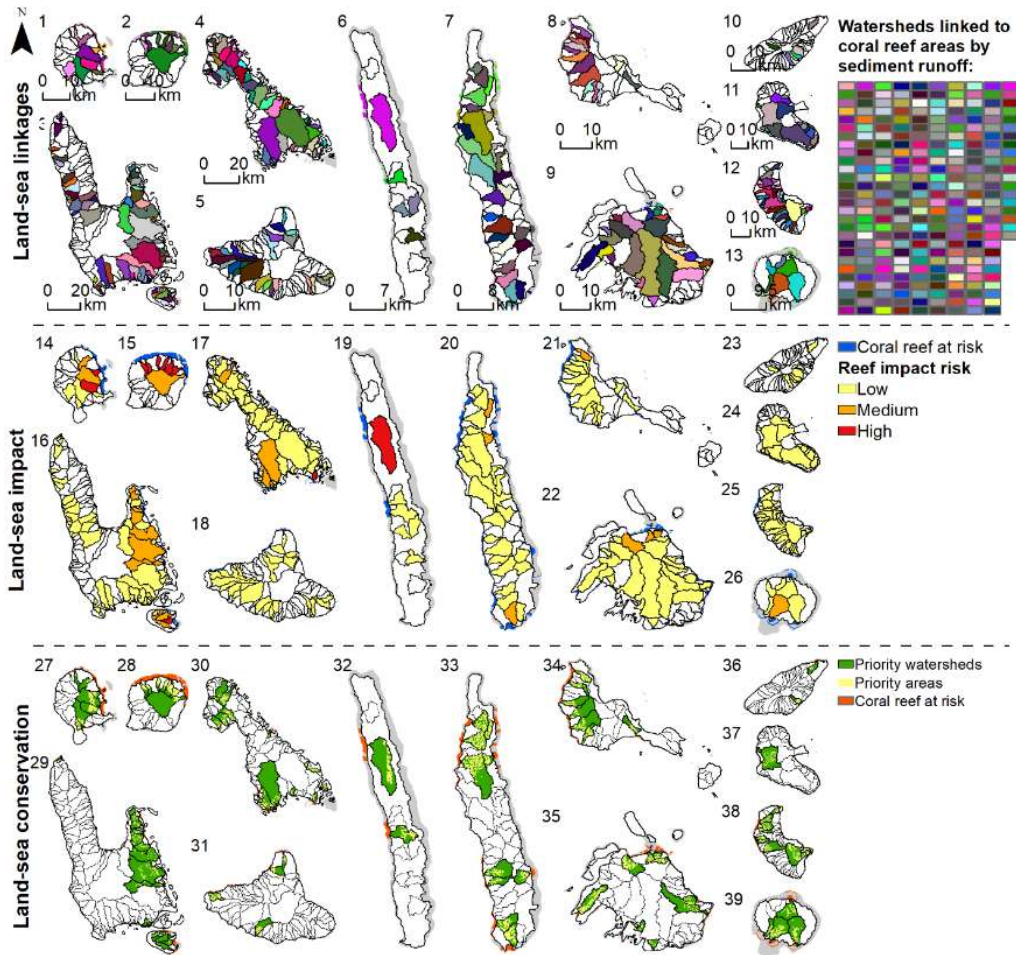 N
1
2
4
6
7
8
10
Watersheds linked to
coral reef areas by
sediment runoff:
Land-sea linkages
0 10
km
0 10
km
0 10
km
0 10
km
11
0 10
km
3
0 20
km
12
5
9
0 10
km
13
0 20
km
0 10
km
0 7
km
0 8
km
0 10
km
0 9
km
Land-sea impact
14
15
17
19
20
21
23
Coral reef at risk
Reef impact risk
Low
Medium
High
24
16
25
18
22
26
Land-sea conservation
27
28
30
32
33
34
36
Priority watersheds
Priority areas
Coral reef at risk
37
29
38
31
35
39